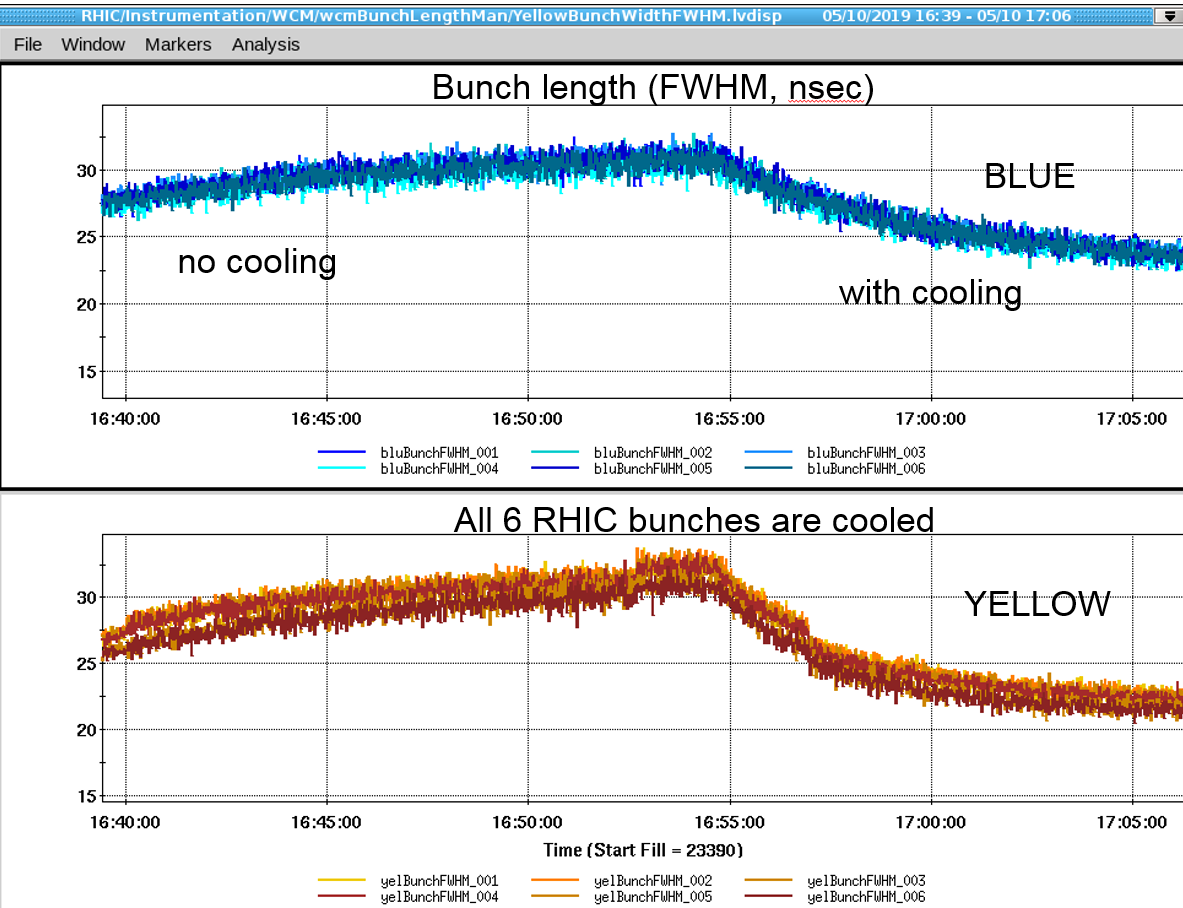 RHIC/Instrumentation/WCM/wcmBunchLengthMan/YellowBunchWidthFWHM.lvdisp 05/10/2019 16:39 - 05/10 17:06
File Window Markers Analysis
Bunch length (FWHM, nsec)
30
BLUE
25
no cooling
with cooling
20
15
16:40:00 16:45:00 16:50:00 16:55:00 17:00:00 17:05:00
bluBunchFWHM_001 bluBunchFWHM_002 bluBunchFWHM_003
bluBunchFWHM_004 bluBunchFWHM_005 bluBunchFWHM_006
All 6 RHIC bunches are cooled
30
YELLOW
25
20
15
16:40:00 16:45:00 16:50:00 16:55:00 17:00:00 17:05:00
Time (Start Fill = 23390)
yelBunchFWHM_001 yelBunchFWHM_002 yelBunchFWHM_003
yelBunchFWHM_004 yelBunchFWHM_005 yelBunchFWHM_006